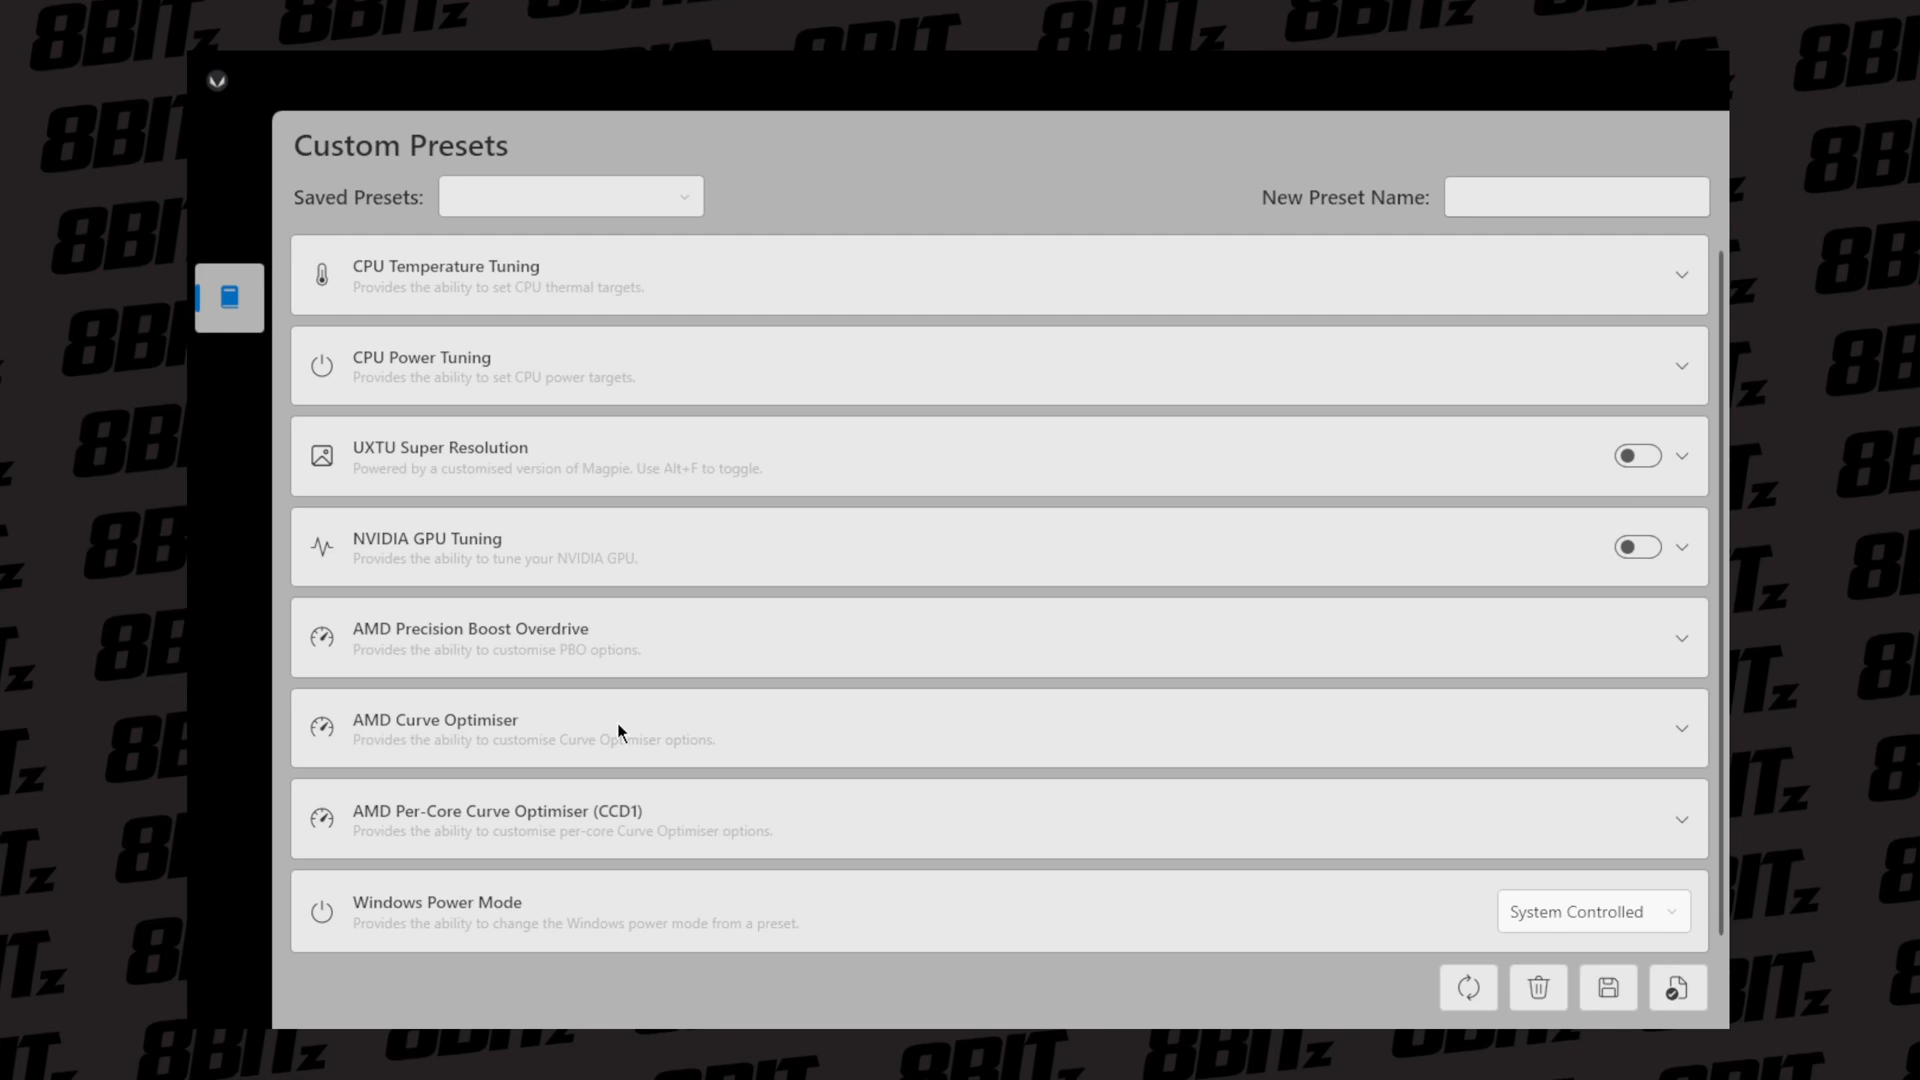 8BITz
Custom Presets
Saved Presets:
New Preset Name:
CPU Temperature Tuning
Provides the ability to set CPU thermal targets.
CPU Power Tuning
Provides the ability to set CPU power targets.
UXTU Super Resolution
Powered by a customised version of Magpie. Use Alt+F to toggle.
NVIDIA GPU Tuning
Provides the ability to tune your NVIDIA GPU.
AMD Precision Boost Overdrive
Provides the ability to customise PBO options.
AMD Curve Optimiser
Provides the ability to customise Curve Optimiser options.
AMD Per-Core Curve Optimiser (CCD1)
Provides the ability to customise per-core Curve Optimiser options.
Windows Power Mode
Provides the ability to change the Windows power mode from a preset.
System Controlled